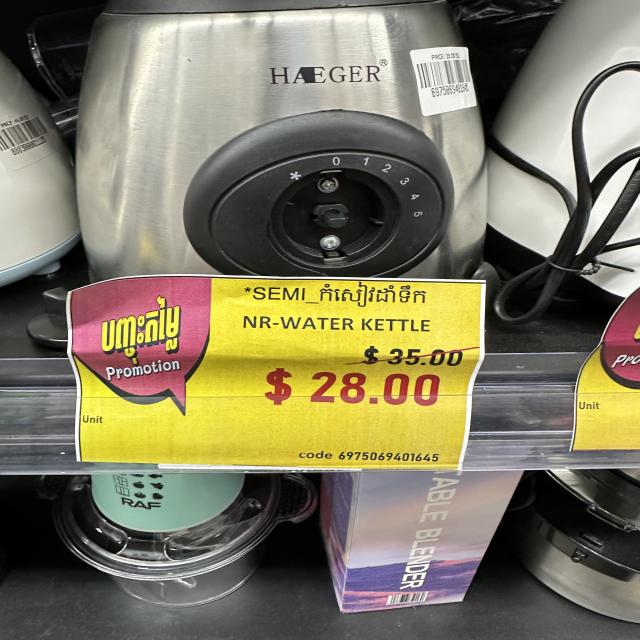 HAEGER®
0 1 2 3 4 5
*
បញ្ចុះតម្លៃ
Promotion
*SEMI_កំសៀវដាំទឹក
NR-WATER KETTLE
$ 35.00
$ 28.00
Unit
code 6975069401645
Unit
RAF
ABLE BLENDER